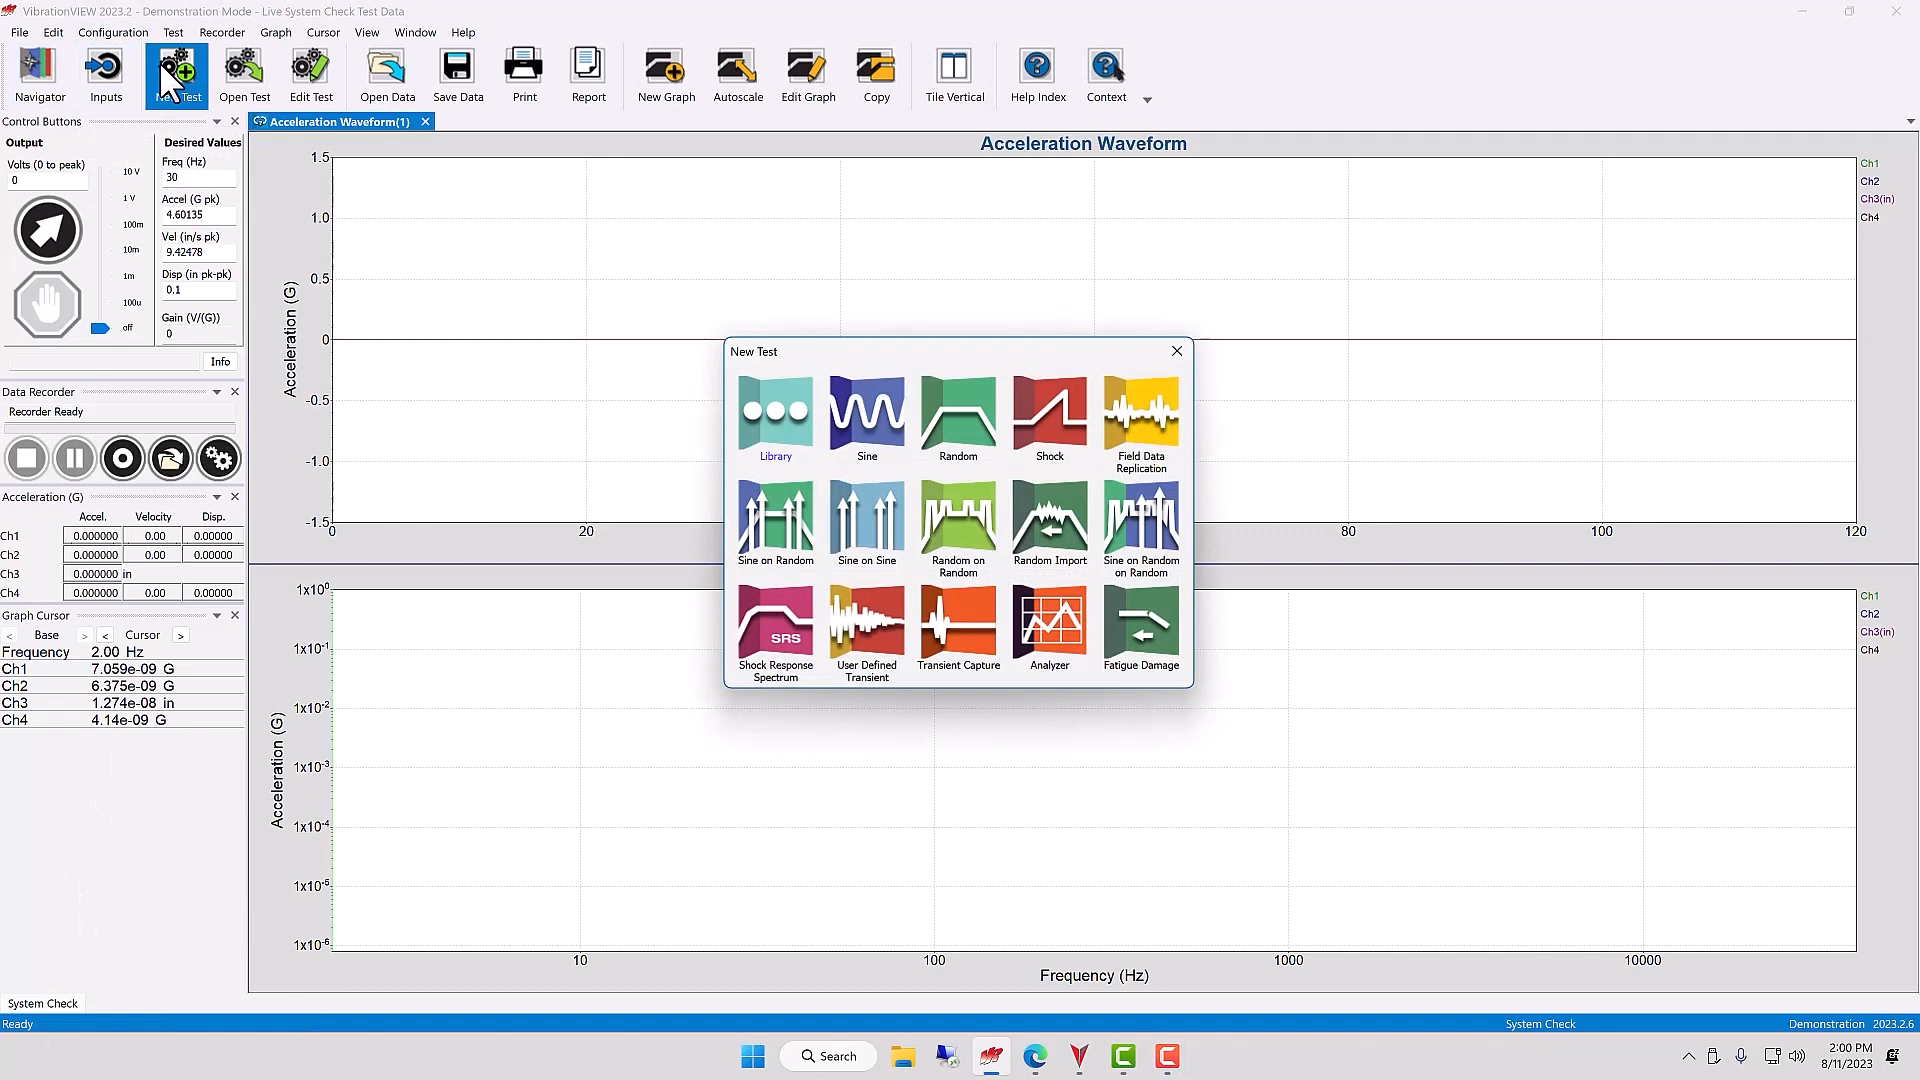 VibrationVIEW 2023.2 - Demonstration Mode - Live System Check Test Data
File Edit Configuration Test Recorder Graph Cursor View Window Help
Navigator Inputs New Test Open Test Edit Test Open Data Save Data Print Report New Graph Autoscale Edit Graph Copy Tile Vertical Help Index Context
Control Buttons
Output
Volts (0 to peak)
0
10 V
1 V
100m
10m
1m
100u
off
Desired Values
Freq (Hz)
30
Accel (G pk)
4.60135
Vel (in/s pk)
9.42478
Disp (in pk-pk)
0.1
Gain (V/(G))
0
Info
Data Recorder
Recorder Ready
Acceleration (G)
Accel. Velocity Disp.
Ch1 0.000000 0.00 0.00000
Ch2 0.000000 0.00 0.00000
Ch3 0.000000 in
Ch4 0.000000 0.00 0.00000
Graph Cursor
< Base > < Cursor >
Frequency 2.00 Hz
Ch1 7.059e-09 G
Ch2 6.375e-09 G
Ch3 1.274e-08 in
Ch4 4.14e-09 G
System Check
Acceleration Waveform(1)
Acceleration Waveform
Acceleration (G)
1.5
1.0
0.5
0
-0.5
-1.0
-1.5
0 20 80 100 120
Ch1
Ch2
Ch3(in)
Ch4
New Test
Library Sine Random Shock Field Data
Replication
Sine on Random Sine on Sine Random on Random Import Sine on Random
Random on Random
SRS
Shock Response User Defined Transient Capture Analyzer Fatigue Damage
Spectrum Transient
Acceleration (G)
1x10⁰
1x10⁻¹
1x10⁻²
1x10⁻³
1x10⁻⁴
1x10⁻⁵
1x10⁻⁶
10 100 1000 10000
Frequency (Hz)
Ch1
Ch2
Ch3(in)
Ch4
Ready System Check Demonstration 2023.2.6
Search
2:00 PM
8/11/2023